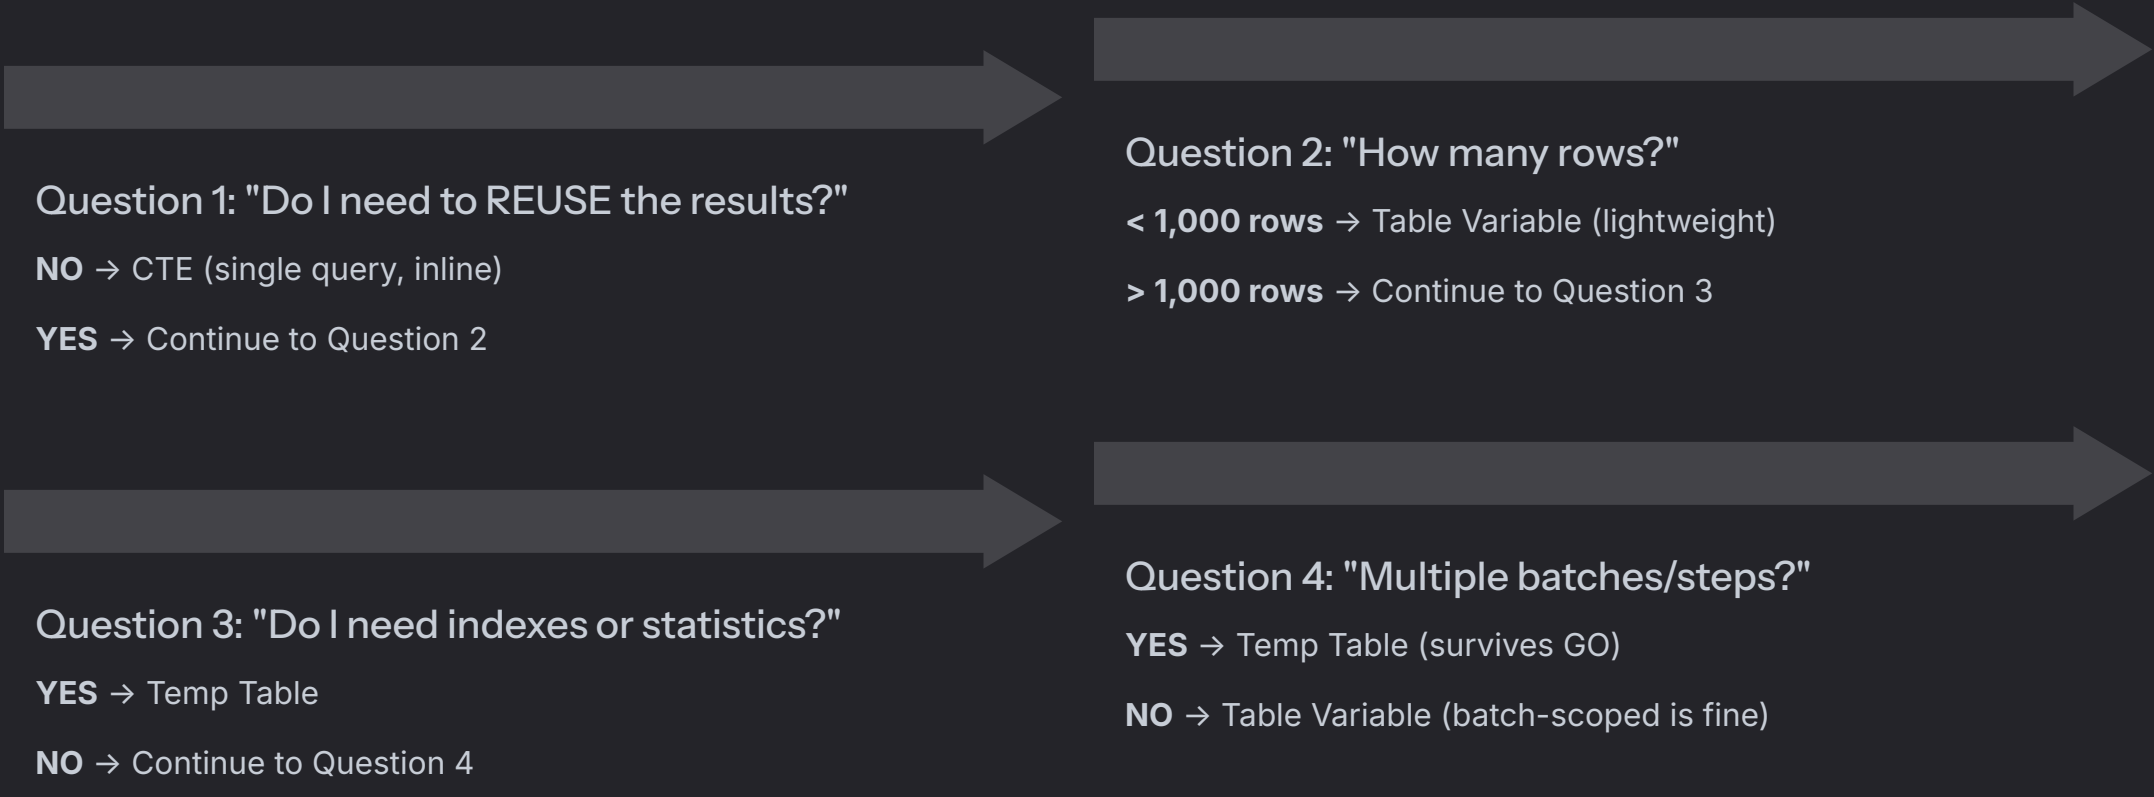 Question 1: "Do I need to REUSE the results?"
NO → CTE (single query, inline)
YES → Continue to Question 2
Question 2: "How many rows?"
< 1,000 rows → Table Variable (lightweight)
> 1,000 rows → Continue to Question 3
Question 3: "Do I need indexes or statistics?"
YES → Temp Table
NO → Continue to Question 4
Question 4: "Multiple batches/steps?"
YES → Temp Table (survives GO)
NO → Table Variable (batch-scoped is fine)